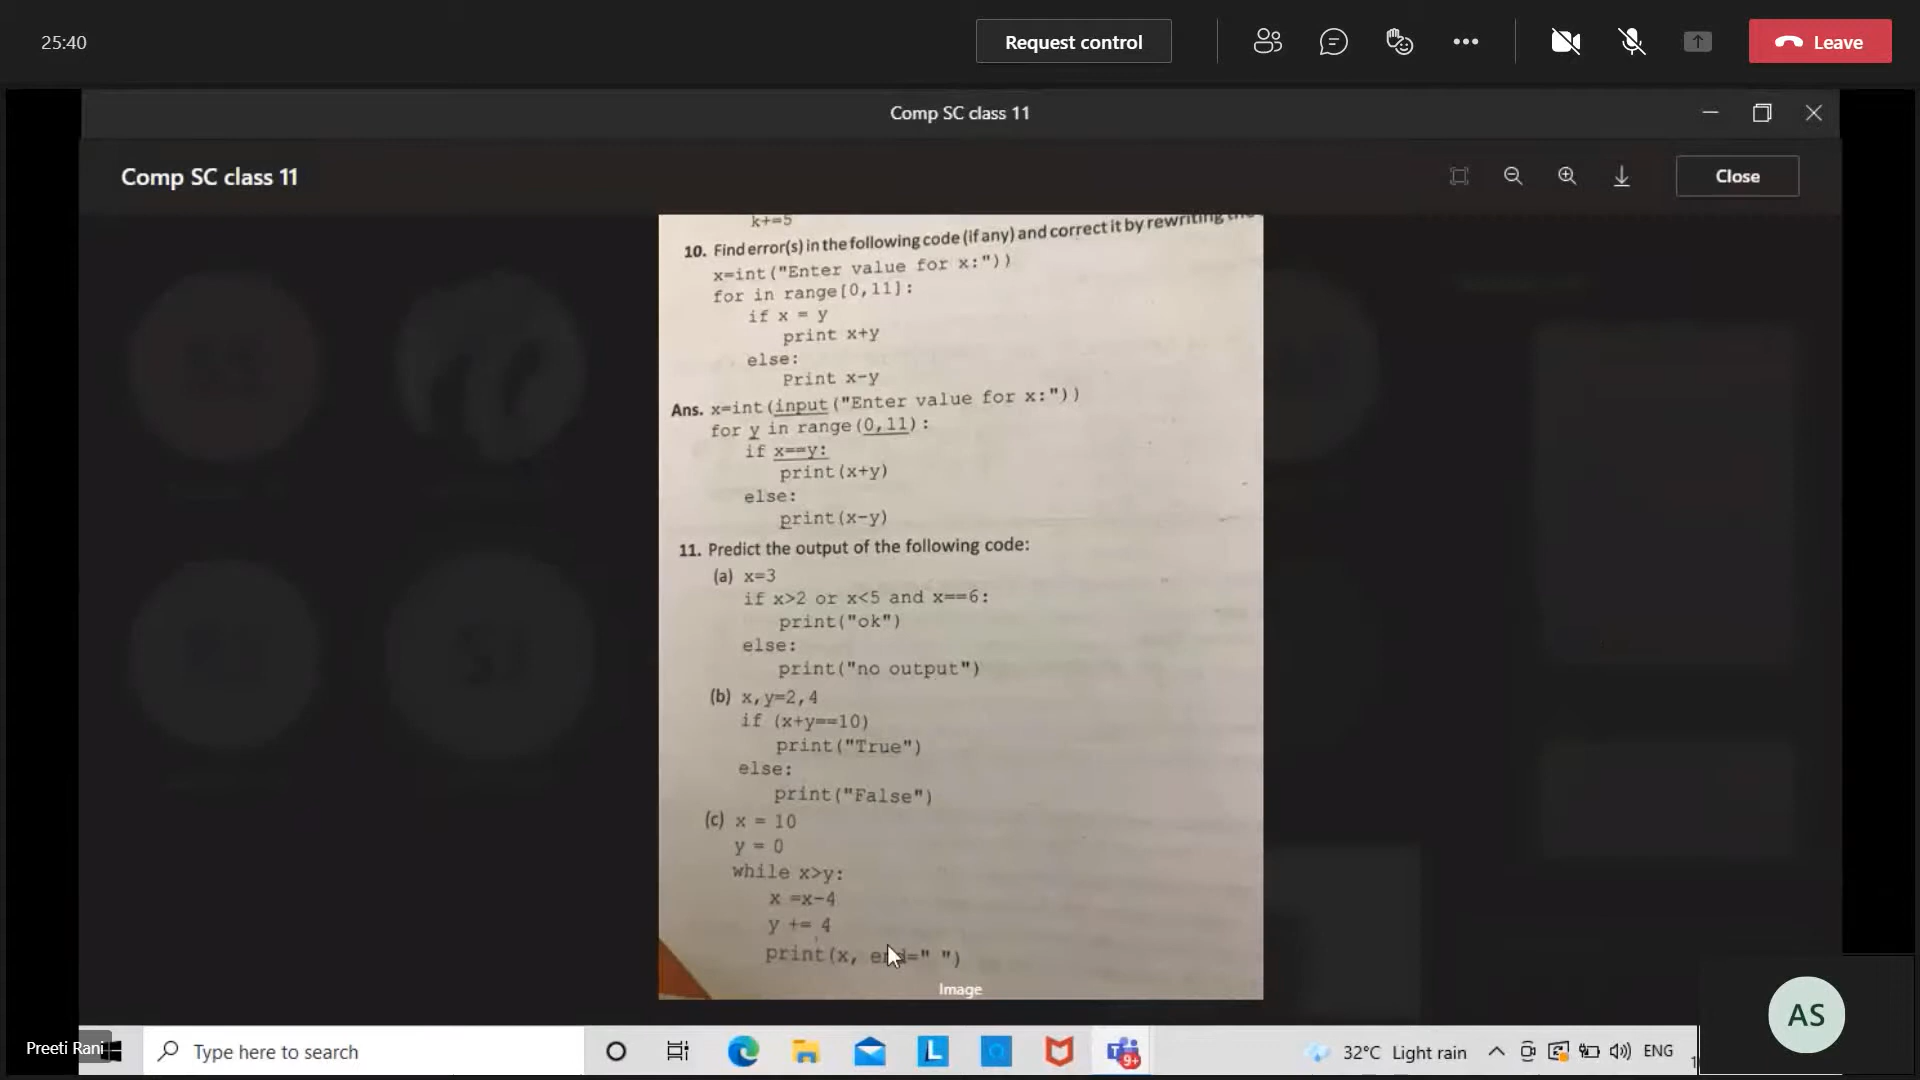 25:40
Request control
Leave
Comp SC class 11
Comp SC class 11
Close
k+=5
10. Find error(s) in the following code (if any) and correct it by rewriting the
x=int("Enter value for x:"))
for in range[0,11]:
if x = y
print x+y
else:
Print x-y
Ans. x=int(input("Enter value for x:"))
for y in range(0,11):
if x==y:
print(x+y)
else:
print(x-y)
11. Predict the output of the following code:
(a) x=3
if x>2 or x<5 and x==6:
print("ok")
else:
print("no output")
(b) x,y=2,4
if (x+y==10)
print("True")
else:
print("False")
(c) x = 10
y = 0
while x>y:
x =x-4
y += 4
print(x, end=" ")
Image
AS
Preeti Rani
Type here to search
L
9+
32°C Light rain
ENG